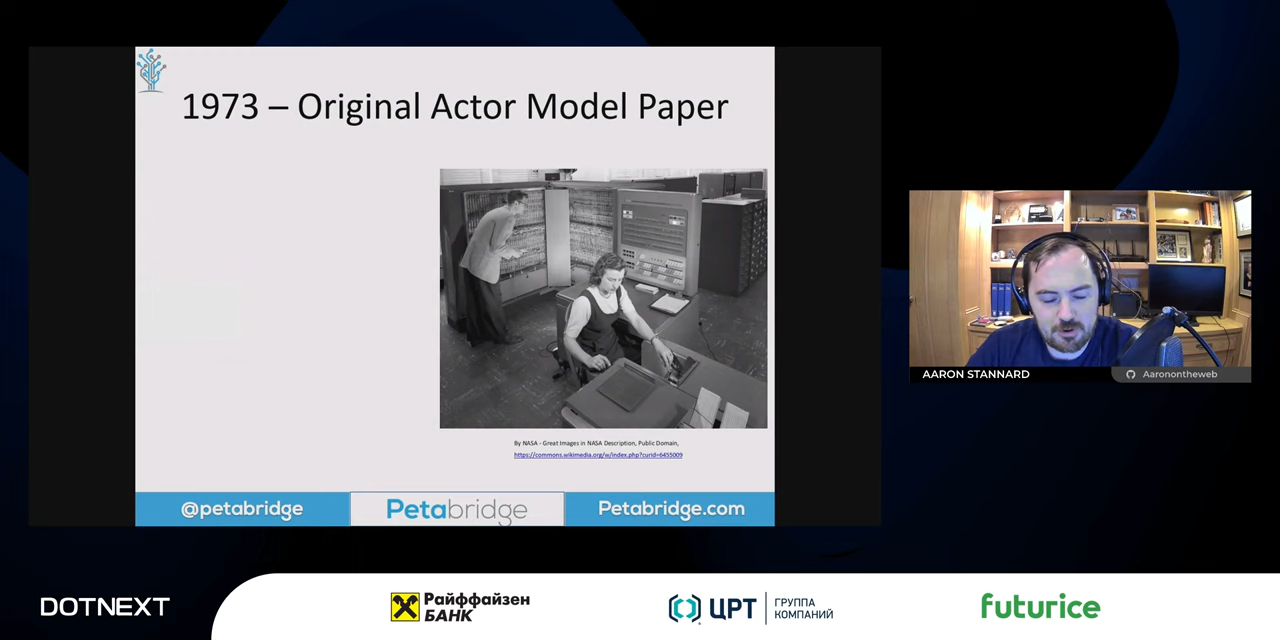 1973 – Original Actor Model Paper
By NASA - Great Images in NASA Description, Public Domain,
https://commons.wikimedia.org/w/index.php?curid=6455009
@petabridge
Petabridge
Petabridge.com
AARON STANNARD
Aaronontheweb
DOTNEXT
Райффайзен
БАНК
ЦРТ
ГРУППА
КОМПАНИЙ
futurice